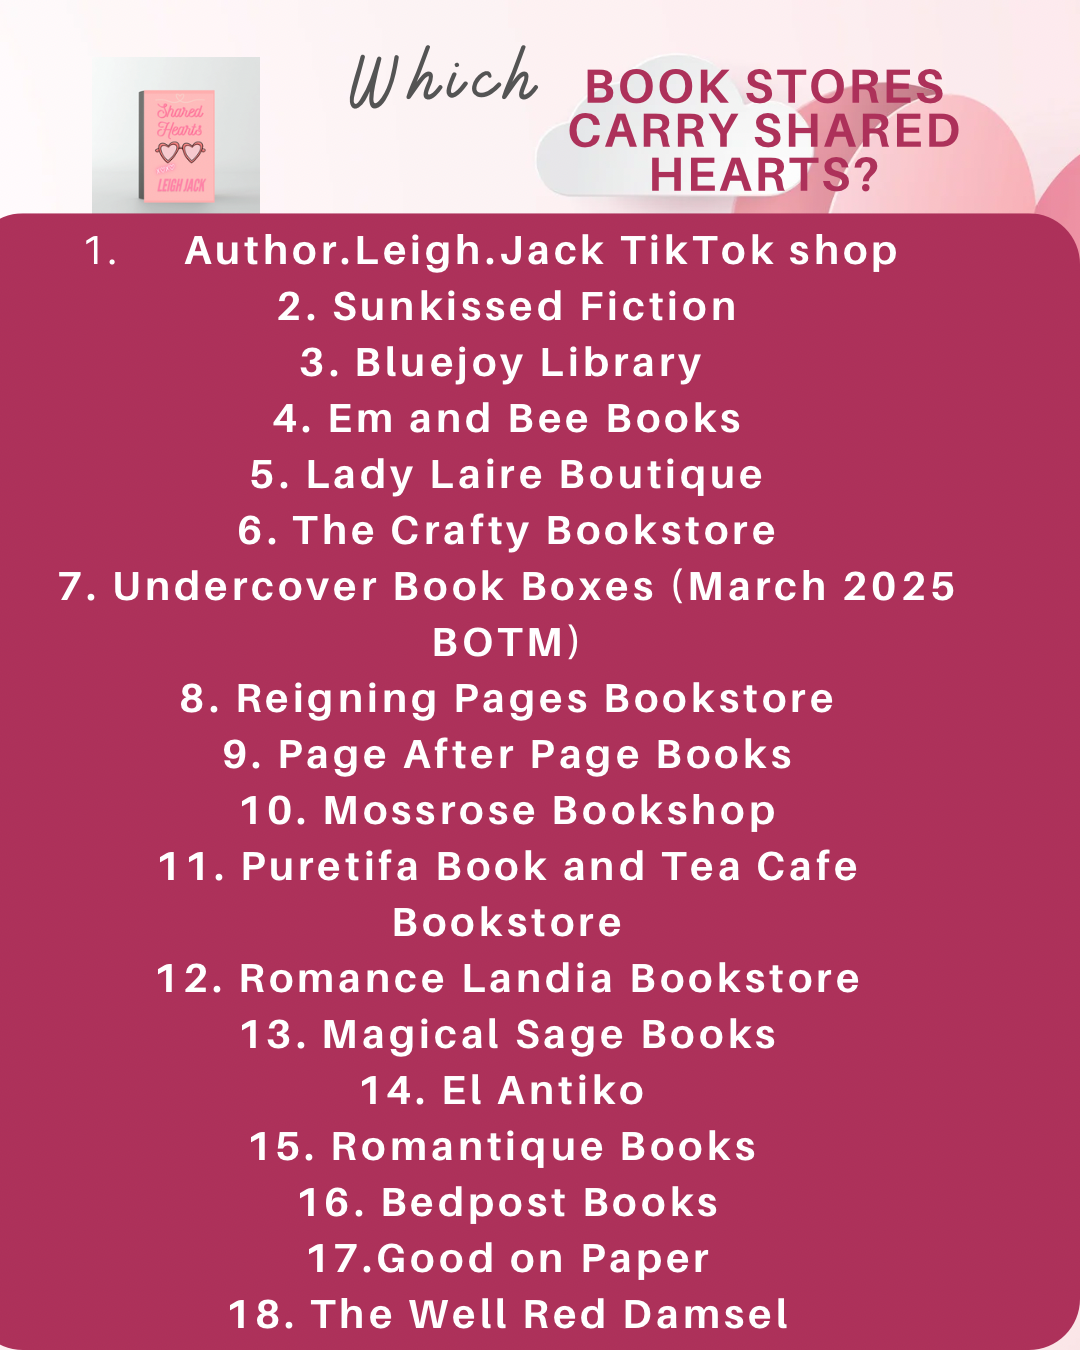 Which
BOOK STORES
CARRY SHARED
HEARTS?
Shared
Hearts
LEIGH JACK
1. Author.Leigh.Jack TikTok shop
2. Sunkissed Fiction
3. Bluejoy Library
4. Em and Bee Books
5. Lady Laire Boutique
6. The Crafty Bookstore
7. Undercover Book Boxes (March 2025
BOTM)
8. Reigning Pages Bookstore
9. Page After Page Books
10. Mossrose Bookshop
11. Puretifa Book and Tea Cafe
Bookstore
12. Romance Landia Bookstore
13. Magical Sage Books
14. El Antiko
15. Romantique Books
16. Bedpost Books
17.Good on Paper
18. The Well Red Damsel